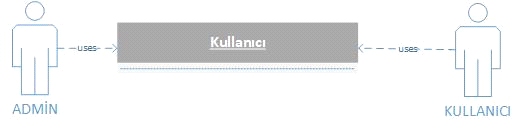 Kullanıcı
uses
uses
ADMİN
KULLANICI